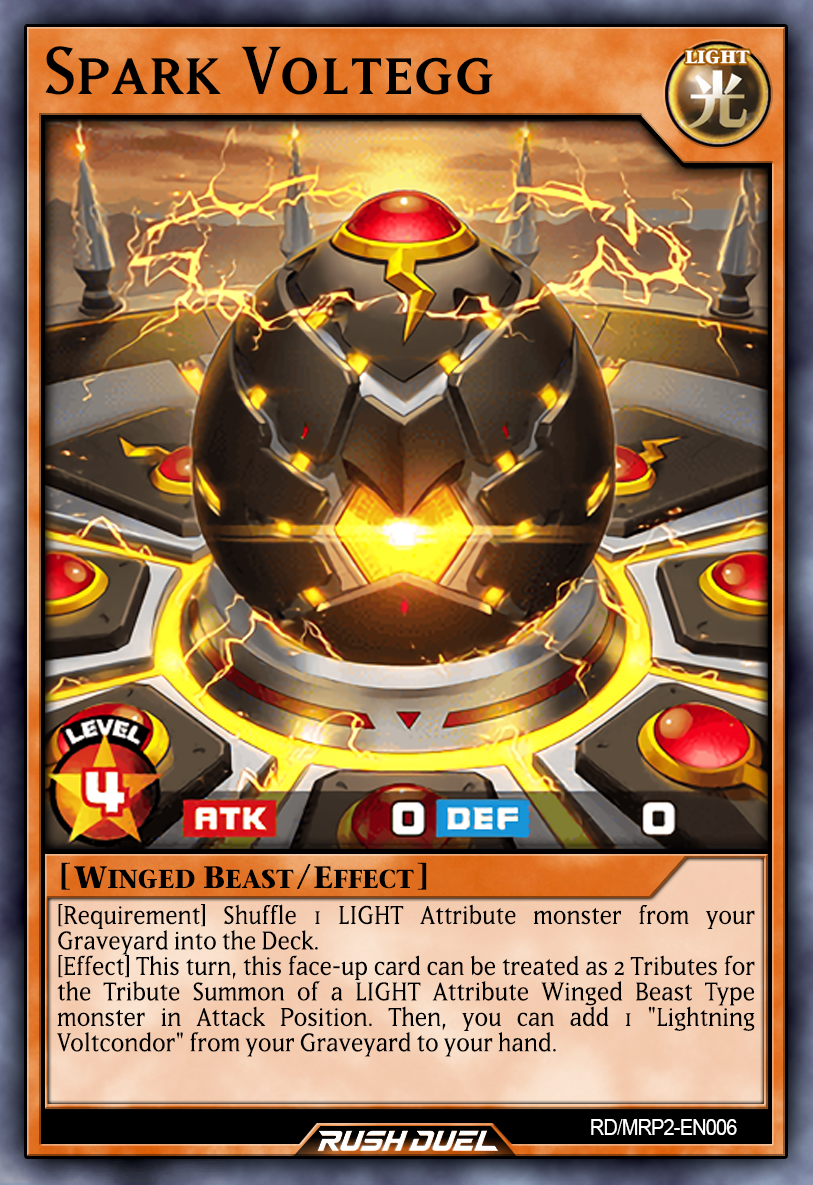 Spark Voltegg
LIGHT
光
LEVEL
4
ATK 0 DEF 0
[Winged Beast/Effect]
[Requirement] Shuffle 1 LIGHT Attribute monster from your
Graveyard into the Deck.
[Effect] This turn, this face-up card can be treated as 2 Tributes for
the Tribute Summon of a LIGHT Attribute Winged Beast Type
monster in Attack Position. Then, you can add 1 "Lightning
Voltcondor" from your Graveyard to your hand.
RUSH DUEL
RD/MRP2-EN006